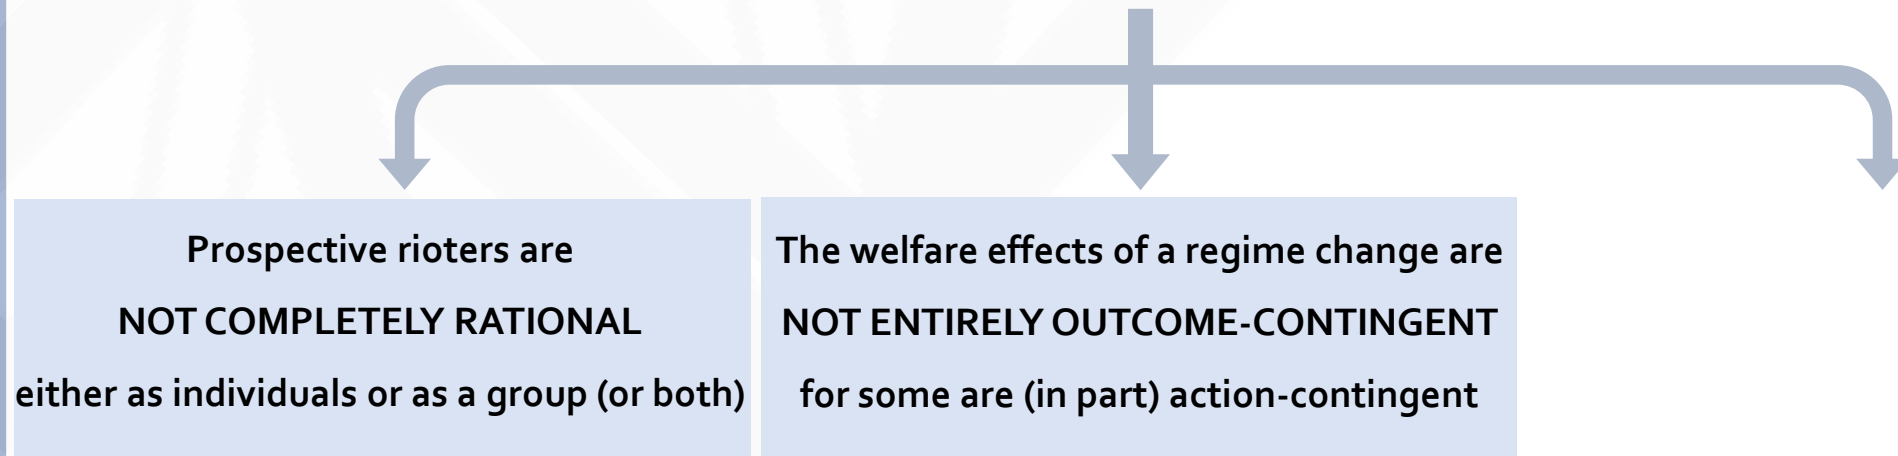 Prospective rioters are
NOT COMPLETELY RATIONAL
either as individuals or as a group (or both)
The welfare effects of a regime change are
NOT ENTIRELY OUTCOME-CONTINGENT
for some are (in part) action-contingent